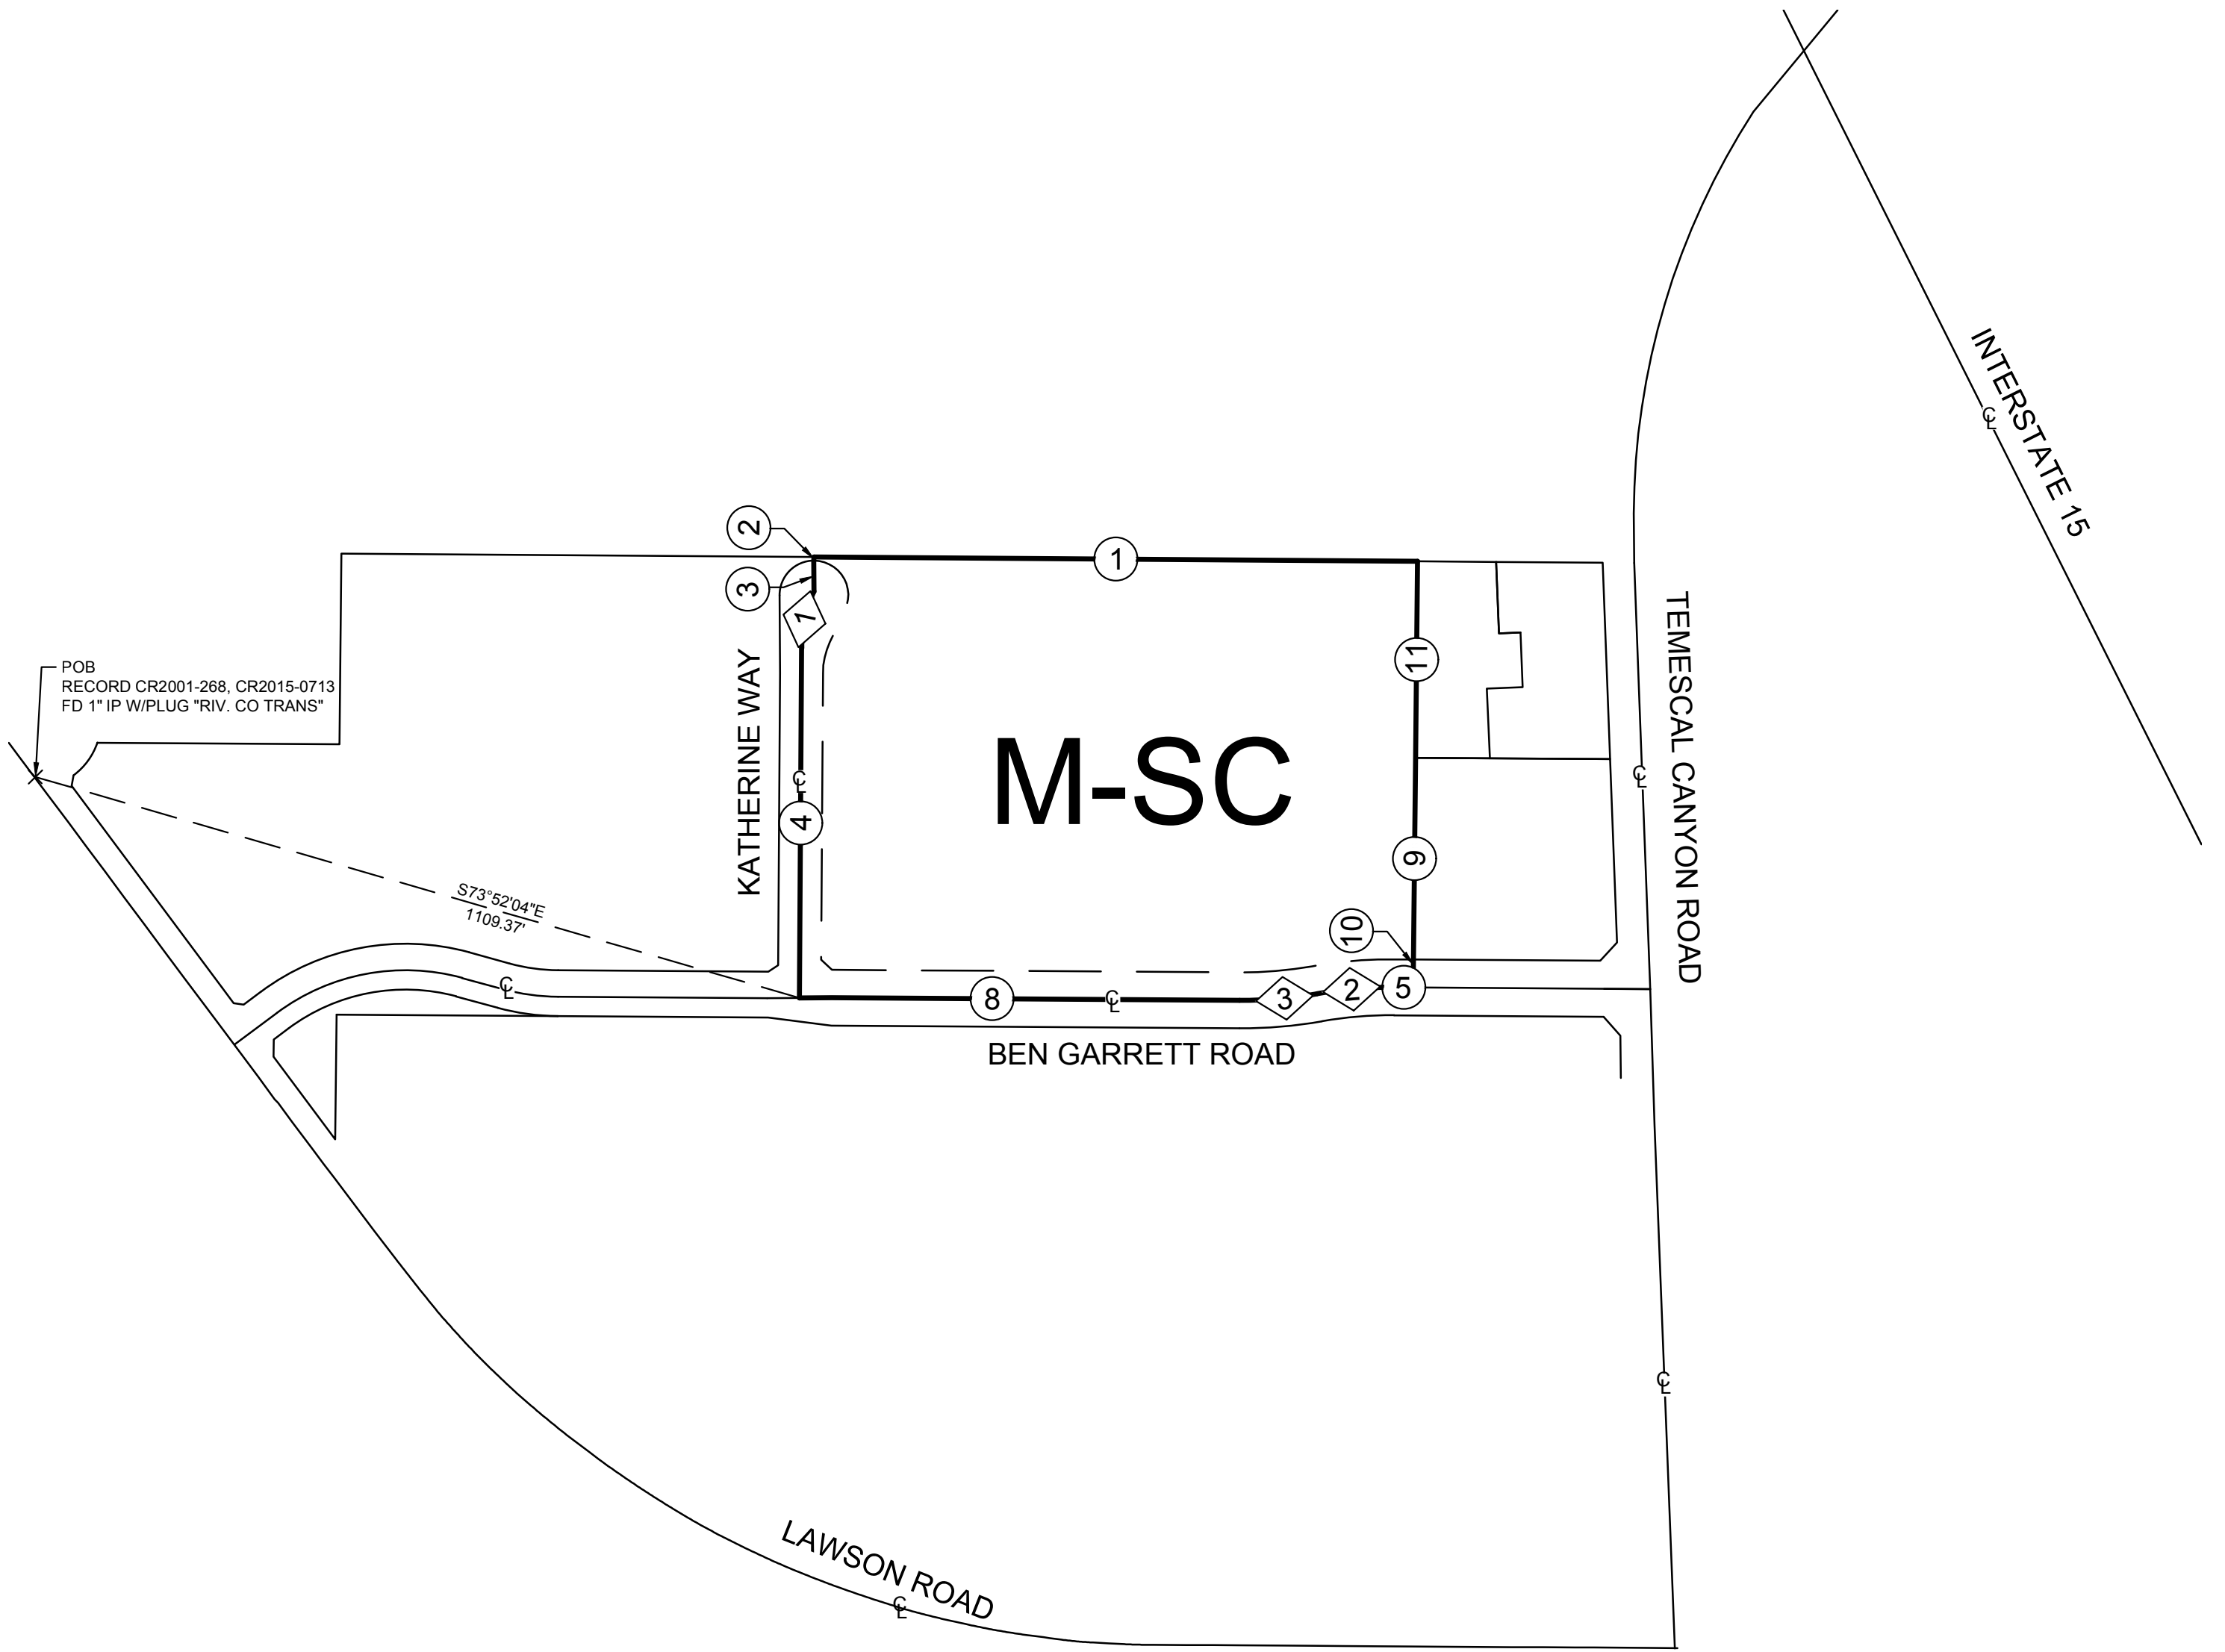 INTERSTATE 15
℄
2
1
3
1
11
POB
RECORD CR2001-268, CR2015-0713
FD 1" IP W/PLUG "RIV. CO TRANS"
KATHERINE WAY
M-SC
TEMESCAL CANYON ROAD
℄
℄
4
9
S73°52'04"E
1109.37'
10
℄
8
℄
3
2
5
BEN GARRETT ROAD
℄
LAWSON ROAD
℄